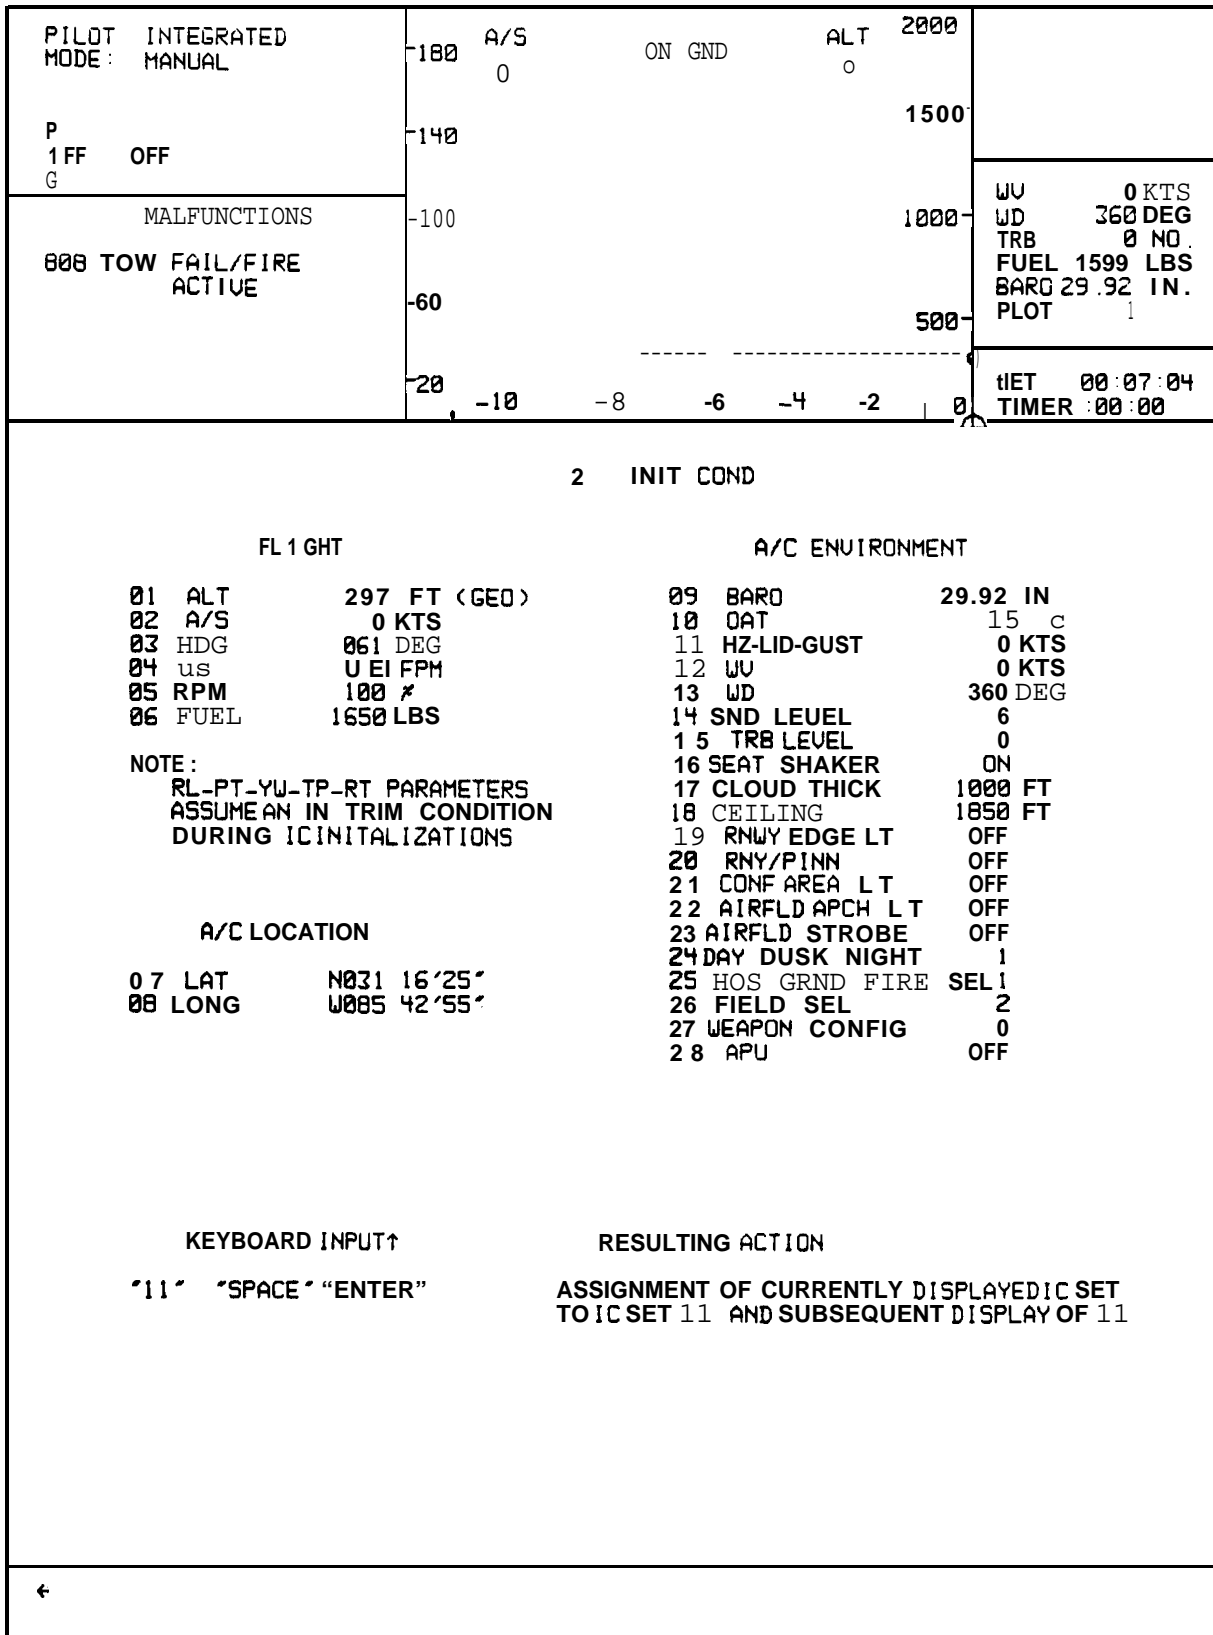 PILOT INTEGRATED
MODE: MANUAL
P
1FF OFF
G
MALFUNCTIONS
808 TOW FAIL/FIRE
ACTIVE
A/S
0
ON GND
ALT
o
-180
-140
-100
-60
-20
-10 -8 -6 -4 -2 0
2000
1500-
1000-
500-
WV 0 KTS
WD 360 DEG
TRB 0 NO.
FUEL 1599 LBS
BARO 29.92 IN.
PLOT 1
tIET 00:07:04
TIMER :00:00
2 INIT COND
FL1GHT
01 ALT 297 FT (GEO)
02 A/S 0 KTS
03 HDG 061 DEG
04 us U EI FPM
05 RPM 100 %
06 FUEL 1650 LBS
NOTE:
RL-PT-YW-TP-RT PARAMETERS
ASSUME AN IN TRIM CONDITION
DURING ICINITALIZATIONS
A/C LOCATION
07 LAT N031 16'25"
08 LONG W085 42'55"
A/C ENVIRONMENT
09 BARO 29.92 IN
10 OAT 15 c
11 HZ-LID-GUST 0 KTS
12 WV 0 KTS
13 WD 360 DEG
14 SND LEVEL 6
15 TRB LEVEL 0
16 SEAT SHAKER ON
17 CLOUD THICK 1000 FT
18 CEILING 1850 FT
19 RNWY EDGE LT OFF
20 RNY/PINN OFF
21 CONF AREA LT OFF
22 AIRFLD APCH LT OFF
23 AIRFLD STROBE OFF
24 DAY DUSK NIGHT 1
25 HOS GRND FIRE SEL 1
26 FIELD SEL 2
27 WEAPON CONFIG 0
28 APU OFF
KEYBOARD INPUT↑
"11" "SPACE" “ENTER”
RESULTING ACTION
ASSIGNMENT OF CURRENTLY DISPLAYED IC SET
TO IC SET 11 AND SUBSEQUENT DISPLAY OF 11
←